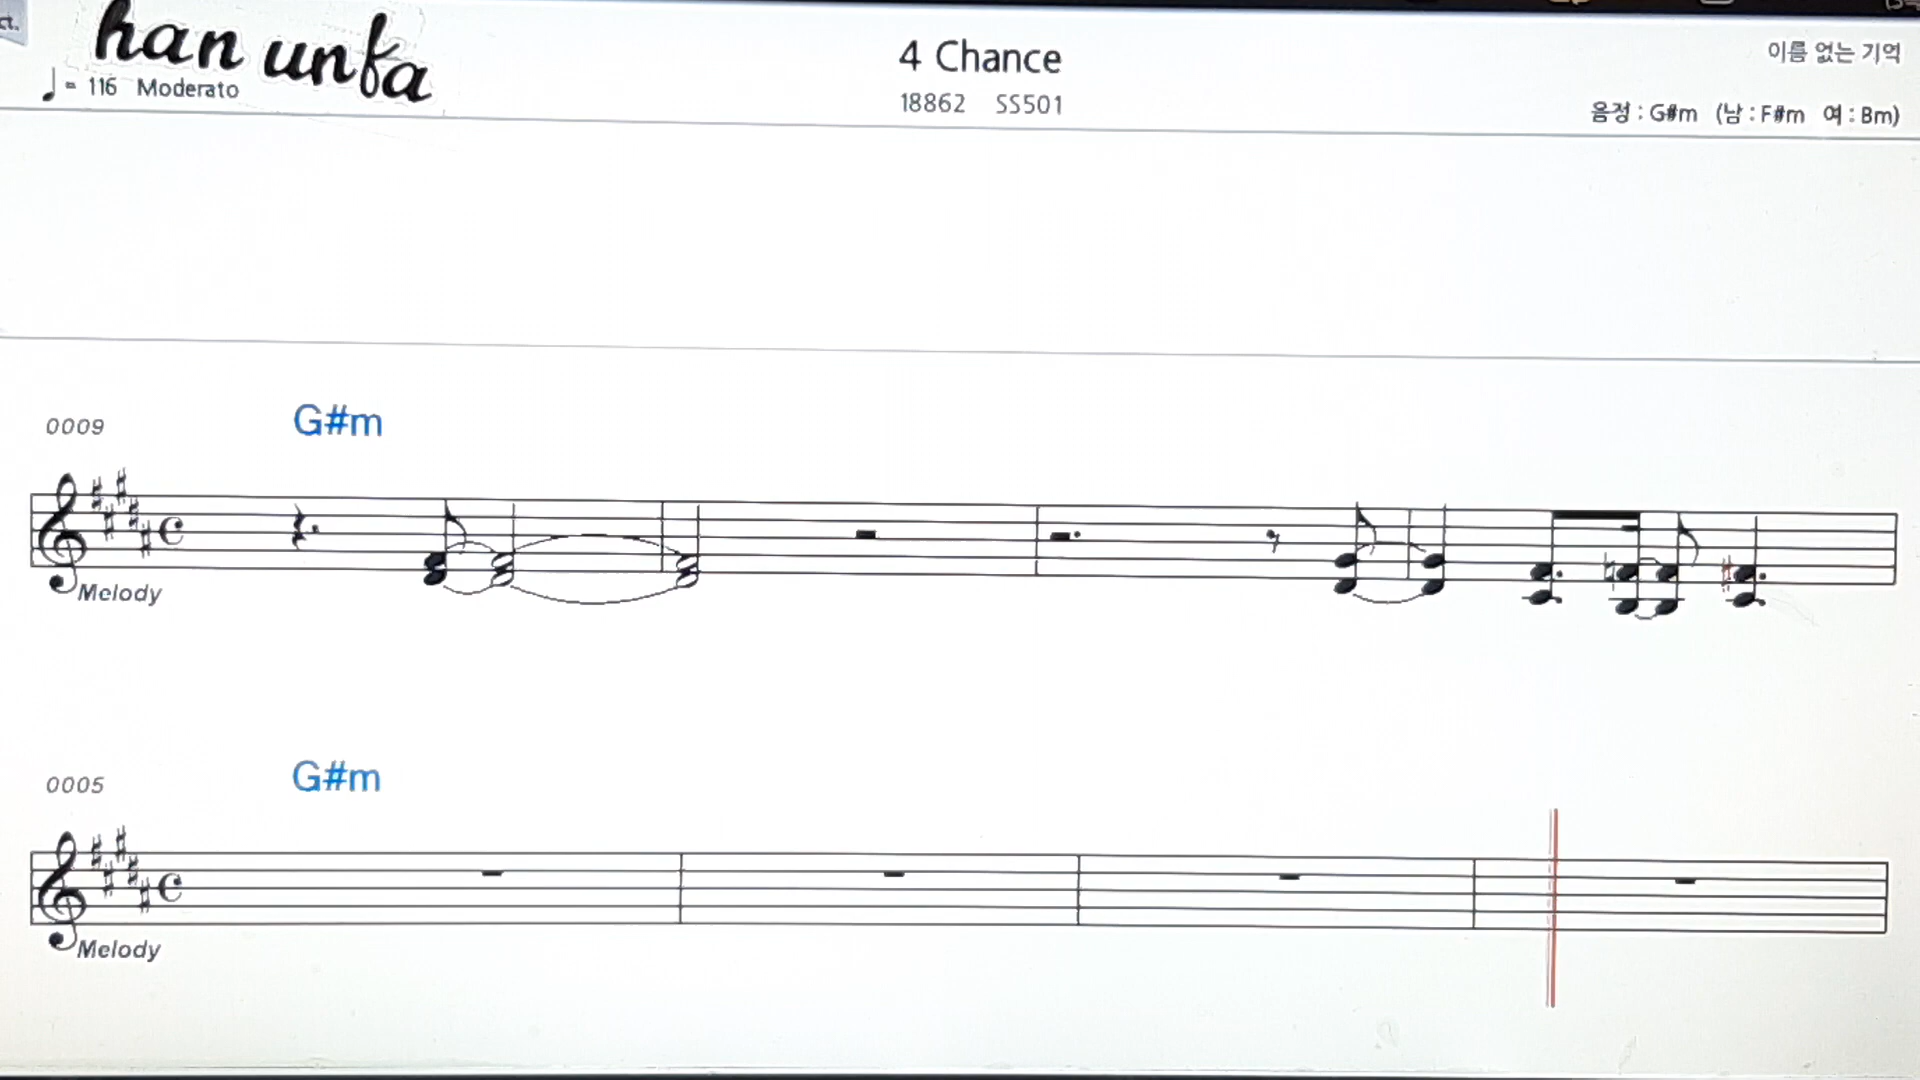 ct.
han unfa
♩= 116 Moderato
4 Chance
18862 SS501
이름 없는 기억
음정 : G#m (남 : F#m 여 : Bm)
0009 G#m
Melody
0005 G#m
Melody